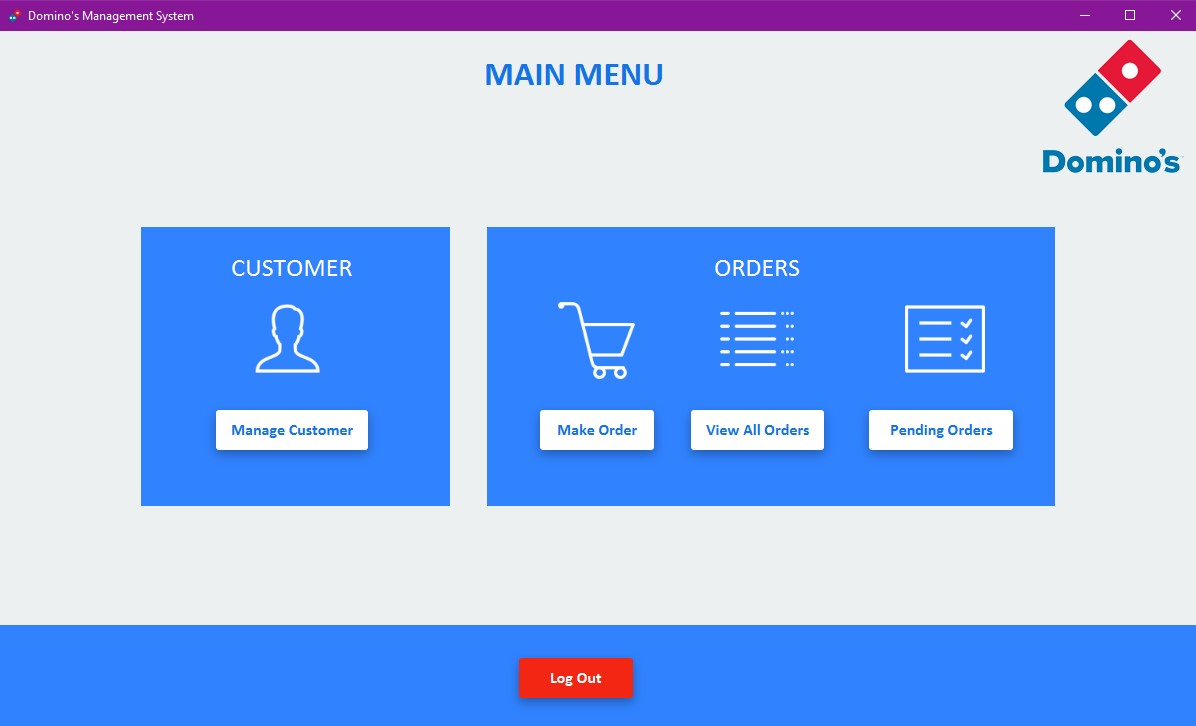 Domino's Management System
MAIN MENU
Domino's
CUSTOMER
Manage Customer
ORDERS
Make Order
View All Orders
Pending Orders
Log Out